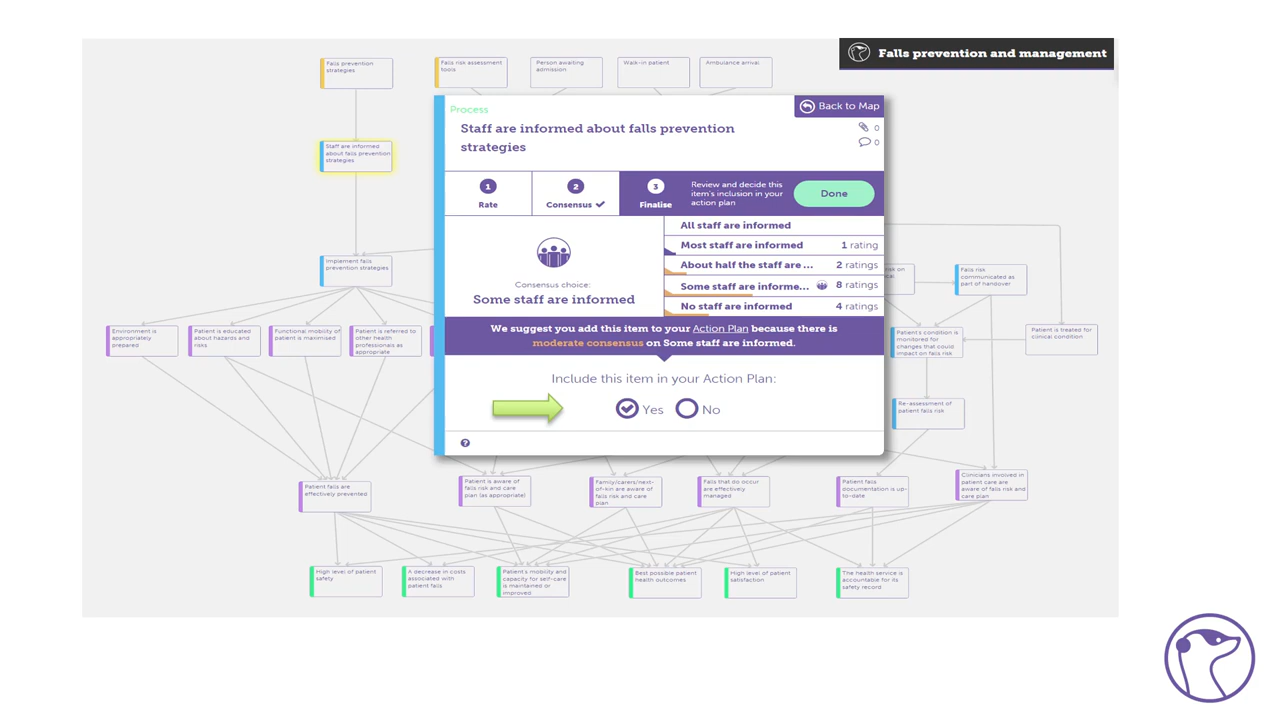 Falls prevention and management
Falls prevention
strategies
Falls risk assessment
tools
Person awaiting
admission
Walk-in patient
Ambulance arrival
Process
Back to Map
Staff are informed about falls prevention
strategies
0
0
Staff are informed
about falls prevention
strategies
1
Rate
2
Consensus
3
Finalise
Review and decide this
item's inclusion in your
action plan
Done
All staff are informed
Most staff are informed 1 rating
About half the staff are ... 2 ratings
Some staff are informe... 8 ratings
No staff are informed 4 ratings
Consensus choice:
Some staff are informed
We suggest you add this item to your Action Plan because there is
moderate consensus on Some staff are informed.
Include this item in your Action Plan:
Yes No
?
Implement falls
prevention strategies
risk on
Falls risk
communicated as
part of handover
Environment is
appropriately
prepared
Patient is educated
about hazards and
risks
Functional mobility of
patient is maximised
Patient is referred to
other health
professionals as
appropriate
Patient's condition is
monitored for
changes that could
impact on falls risk
Patient is treated for
clinical condition
Re-assessment of
patient falls risk
Patient falls are
effectively prevented
Patient is aware of
falls risk and care
plan (as appropriate)
Family/carers/next-
of-kin are aware of
falls risk and care
plan
Falls that do occur
are effectively
managed
Patient falls
documentation is up-
to-date
Clinicians involved in
patient care are
aware of falls risk and
care plan
High level of patient
safety
A decrease in costs
associated with
patient falls
Patient's mobility and
capacity for self-care
is maintained or
improved
Best possible patient
health outcomes
High level of patient
satisfaction
The health service is
accountable for its
safety record